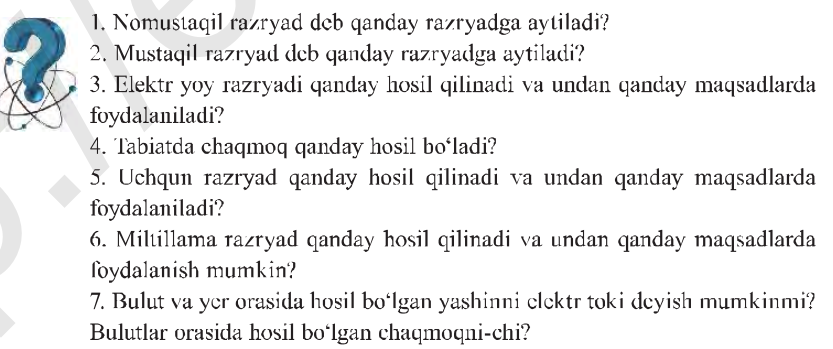 1. Nomustaqil razryad deb qanday razryadga aytiladi?
2. Mustaqil razryad deb qanday razryadga aytiladi?
3. Elektr yoy razryadi qanday hosil qilinadi va undan qanday maqsadlarda
foydalaniladi?
4. Tabiatda chaqmoq qanday hosil bo‘ladi?
5. Uchqun razryad qanday hosil qilinadi va undan qanday maqsadlarda
foydalaniladi?
6. Miltillama razryad qanday hosil qilinadi va undan qanday maqsadlarda
foydalanish mumkin?
7. Bulut va yer orasida hosil bo‘lgan yashinni elektr toki deyish mumkinmi?
Bulutlar orasida hosil bo‘lgan chaqmoqni-chi?